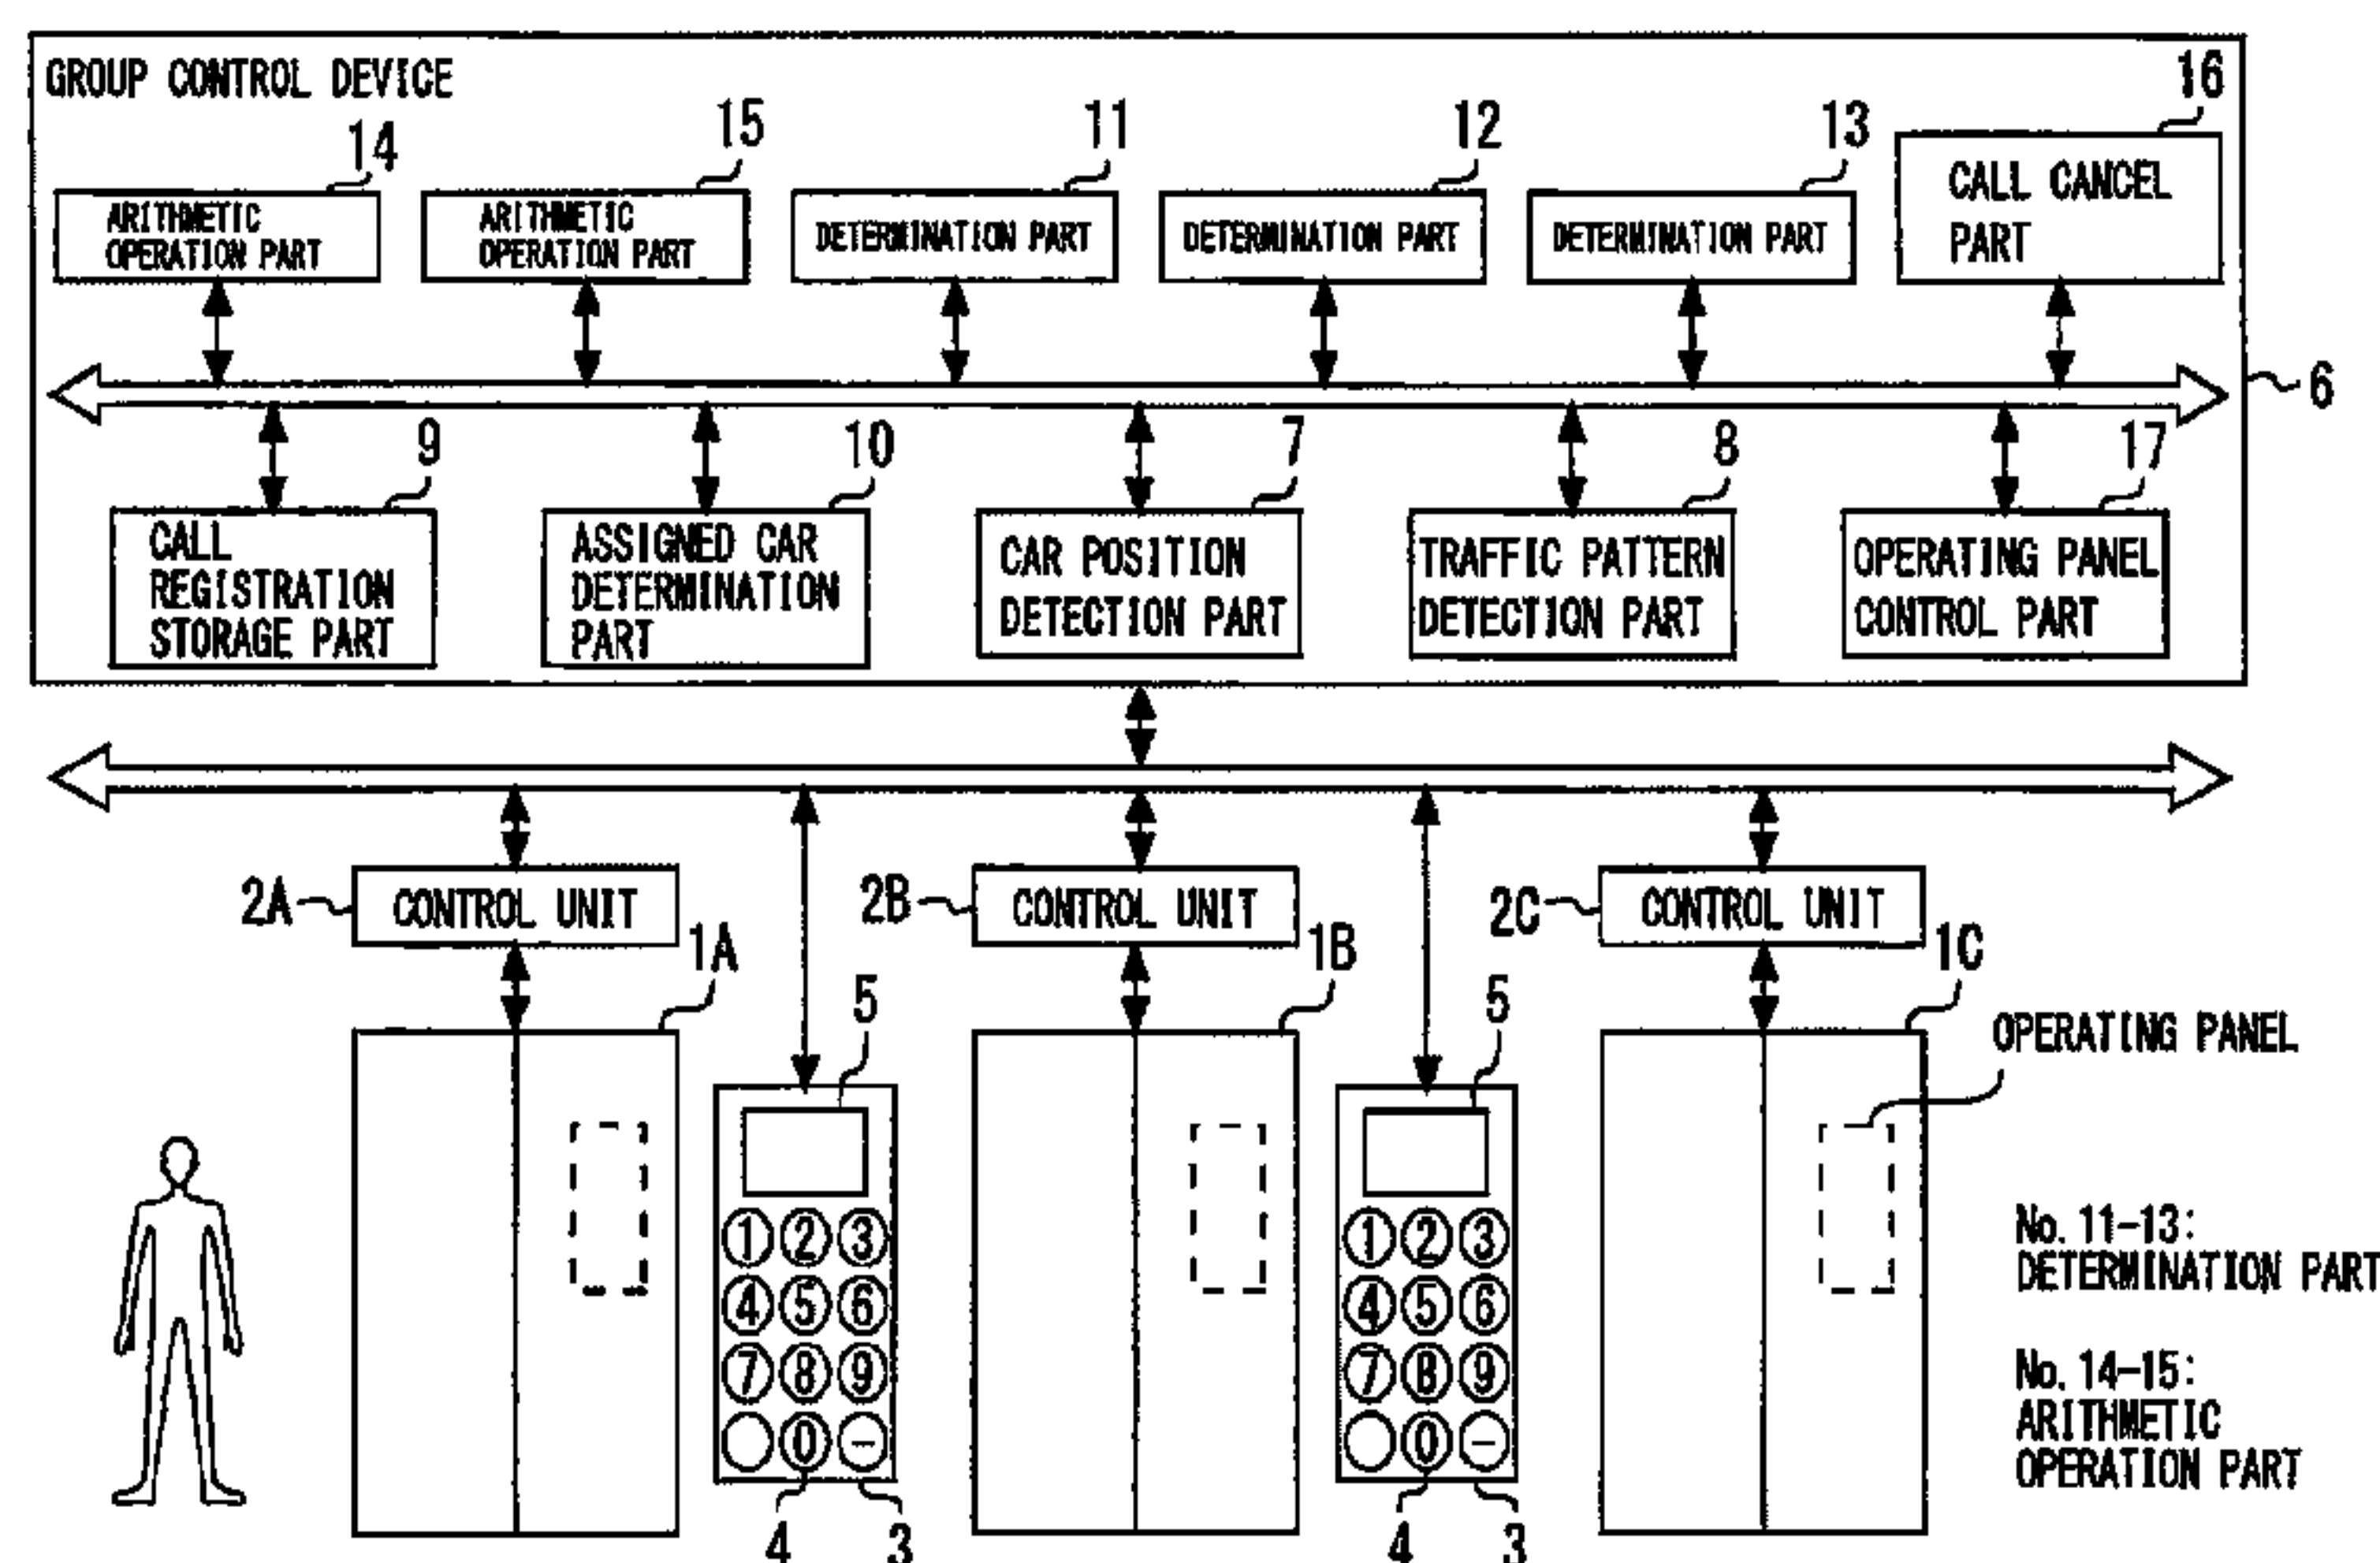 GROUP CONTROL DEVICE
16
14
15
11
12
13
CALL CANCEL
PART
ARITHMETIC
OPERATION PART
ARITHMETIC
OPERATION PART
DETERMINATION PART
DETERMINATION PART
DETERMINATION PART
6
9
10
7
8
17
CALL
REGISTRATION
STORAGE PART
ASSIGNED CAR
DETERMINATION
PART
CAR POSITION
DETECTION PART
TRAFFIC PATTERN
DETECTION PART
OPERATING PANEL
CONTROL PART
2A
CONTROL UNIT
2B
CONTROL UNIT
2C
CONTROL UNIT
1A
1B
1C
5
5
OPERATING PANEL
1 2 3
4 5 6
7 8 9
0 -
1 2 3
4 5 6
7 8 9
0 -
4
3
4
3
No. 11-13:
DETERMINATION PART
No. 14-15:
ARITHMETIC
OPERATION PART